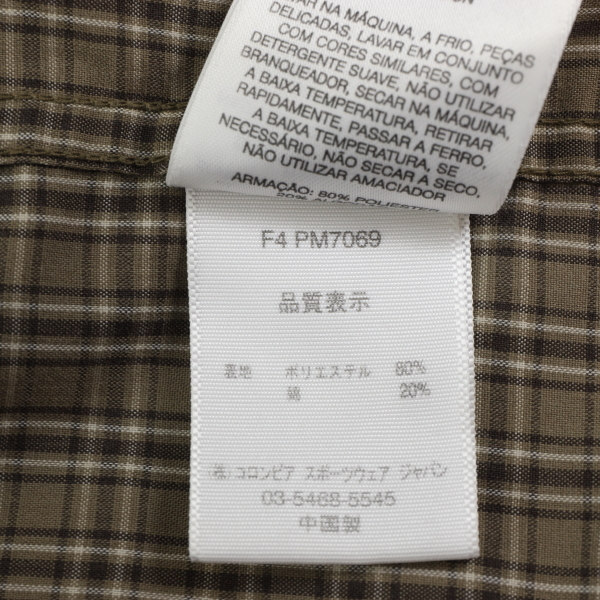 NAR NA MÁQUINA, A FRIO, PEÇAS
DELICADAS, LAVAR EM CONJUNTO
COM CORES SIMILARES, COM
DETERGENTE SUAVE, NÃO UTILIZAR
BRANQUEADOR, SECAR NA MÁQUINA,
A BAIXA TEMPERATURA, RETIRAR
RAPIDAMENTE, PASSAR A FERRO,
A BAIXA TEMPERATURA, SE
NECESSÁRIO, NÃO SECAR A SECO,
NÃO UTILIZAR AMACIADOR
ARMAÇÃO: 80% POLIESTER
F4 PM7069
品質表示
表地 ポリエステル 80%
綿 20%
(株)コロンビア スポーツウェア ジャパン
03-5468-5545
中国製